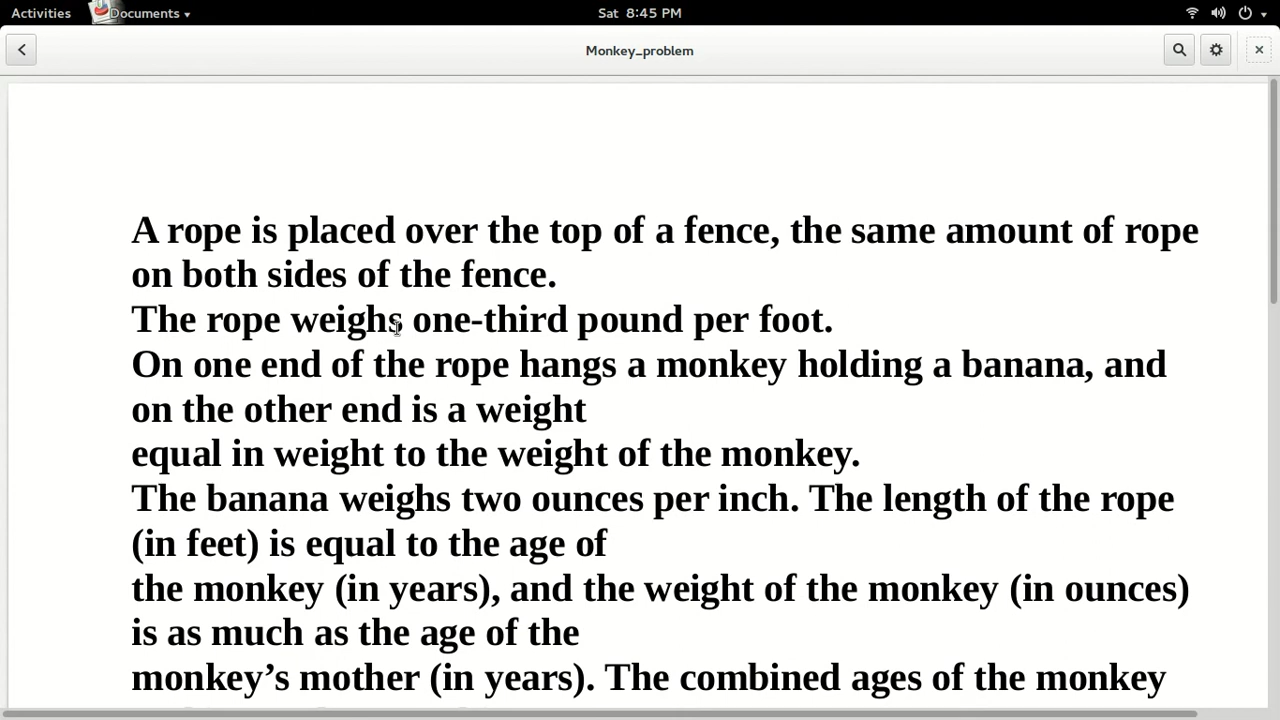 Activities Documents Sat 8:45 PM
Monkey_problem
A rope is placed over the top of a fence, the same amount of rope
on both sides of the fence.
The rope weighs one-third pound per foot.
On one end of the rope hangs a monkey holding a banana, and
on the other end is a weight
equal in weight to the weight of the monkey.
The banana weighs two ounces per inch. The length of the rope
(in feet) is equal to the age of
the monkey (in years), and the weight of the monkey (in ounces)
is as much as the age of the
monkey’s mother (in years). The combined ages of the monkey